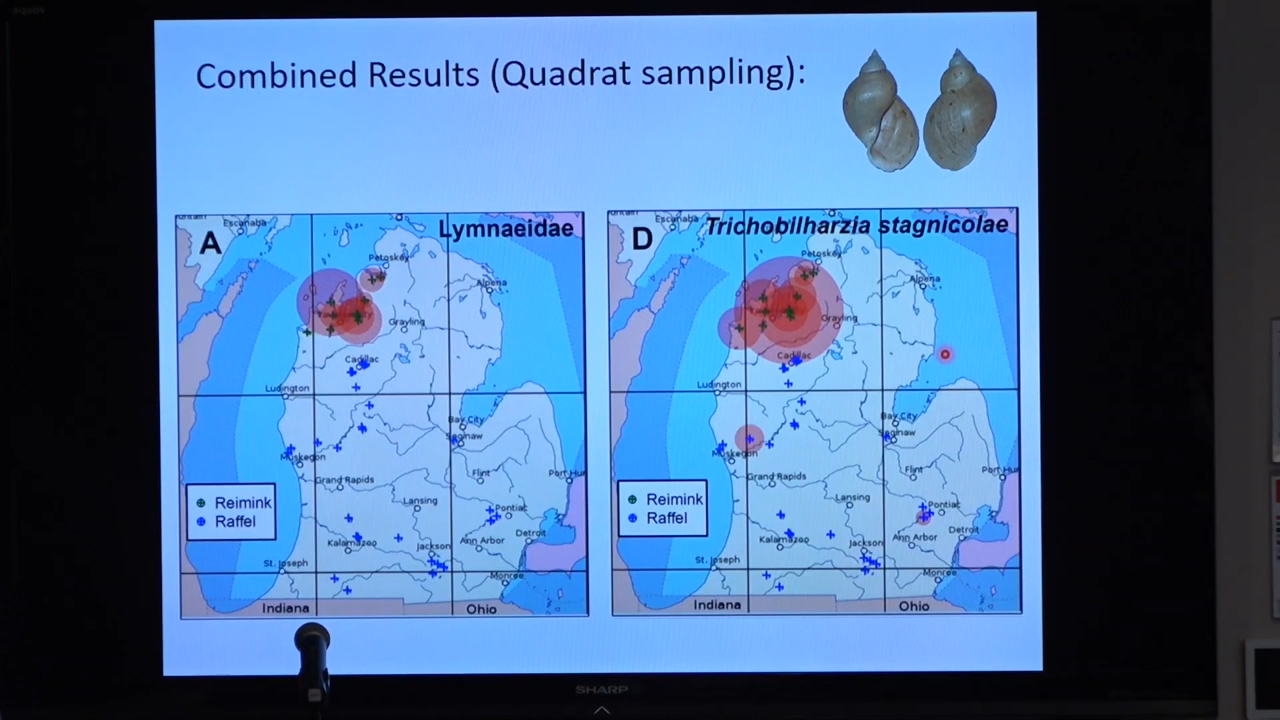 Combined Results (Quadrat sampling):
A
Lymnaeidae
Escanaba
Petoskey
Alpena
Grayling
Cadillac
Ludington
Bay City
Saginaw
Muskegon
Grand Rapids
Flint
Port Hur
Lansing
Pontiac
Reimink
Raffel
Kalamazoo
Jackson
Ann Arbor
Detroit
St. Joseph
Monroe
Indiana
Ohio
D
Trichobilharzia stagnicolae
Escanaba
Petoskey
Alpena
Grayling
Cadillac
Ludington
Bay City
Saginaw
Muskegon
Grand Rapids
Flint
Port Hur
Lansing
Pontiac
Reimink
Raffel
Kalamazoo
Jackson
Ann Arbor
Detroit
St. Joseph
Monroe
Indiana
Ohio
SHARP